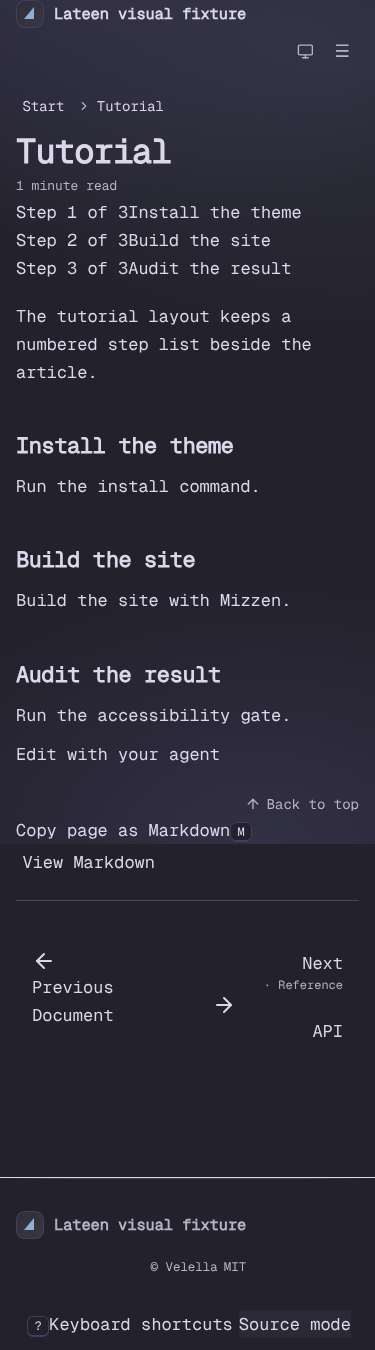 Lateen visual fixture
Start > Tutorial
Tutorial
1 minute read
Step 1 of 3Install the theme
Step 2 of 3Build the site
Step 3 of 3Audit the result
The tutorial layout keeps a
numbered step list beside the
article.
Install the theme
Run the install command.
Build the site
Build the site with Mizzen.
Audit the result
Run the accessibility gate.
Edit with your agent
↑ Back to top
Copy page as Markdown M
View Markdown
←
Previous
Document
Next
· Reference
→
API
Lateen visual fixture
© Velella MIT
? Keyboard shortcuts Source mode